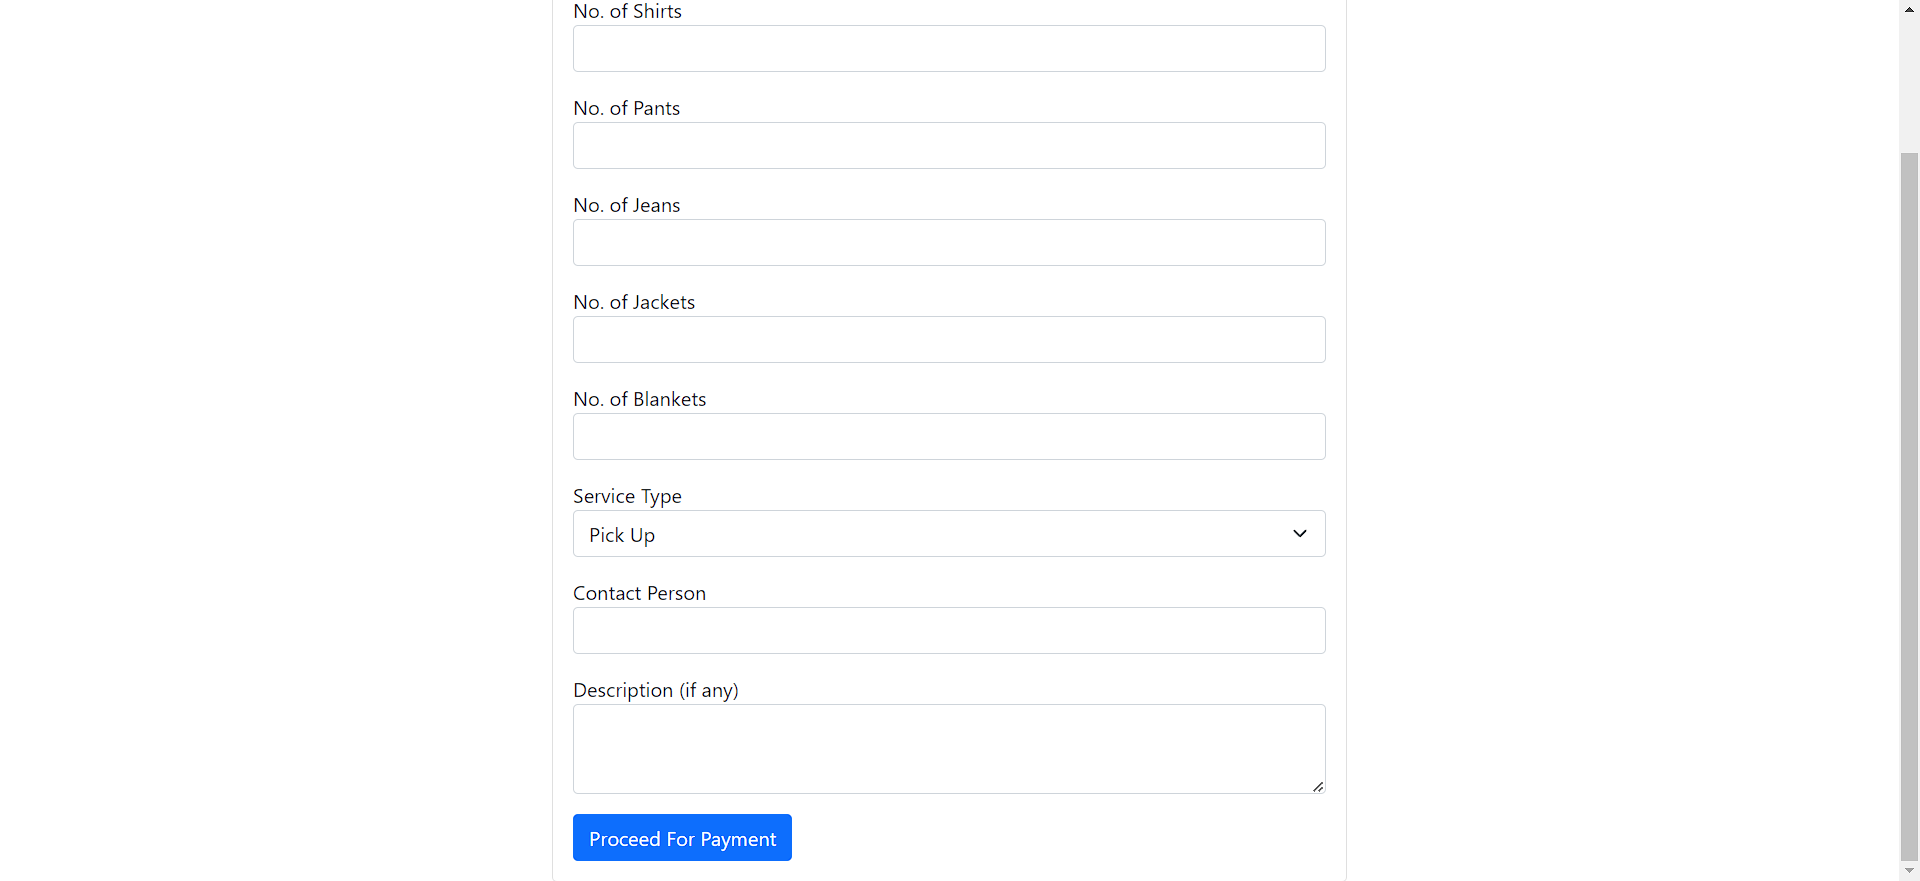 No. of Shirts
No. of Pants
No. of Jeans
No. of Jackets
No. of Blankets
Service Type
Pick Up
Contact Person
Description (if any)
Proceed For Payment